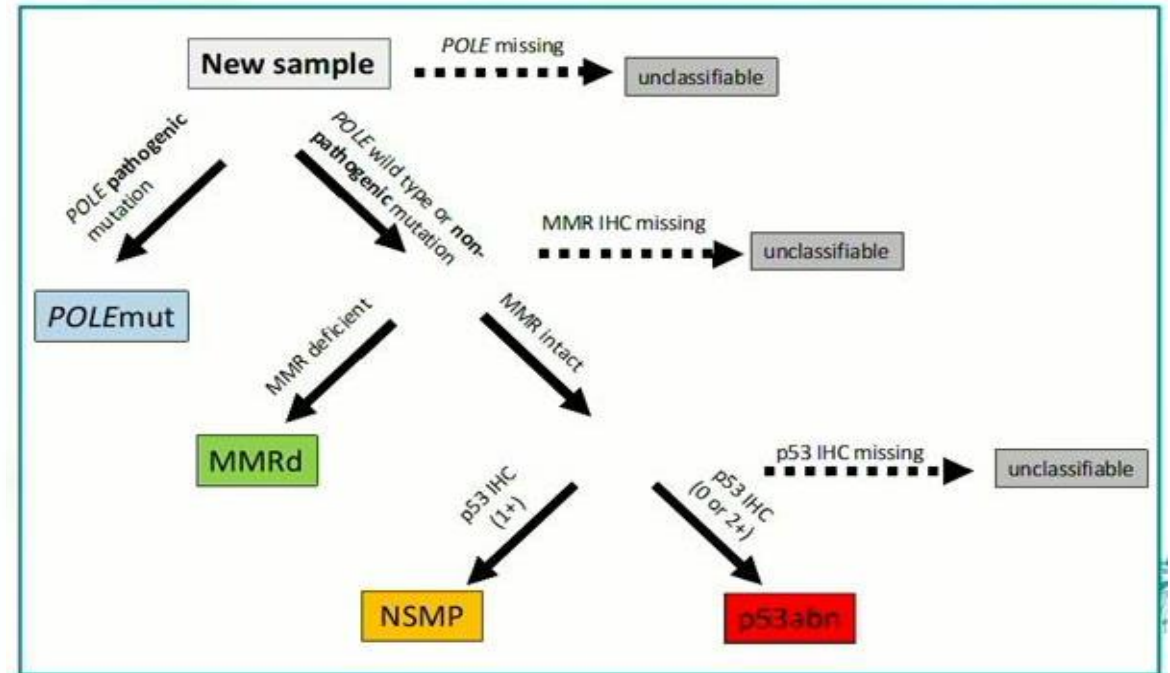 New sample
POLE missing
unclassifiable
POLE pathogenic
mutation
POLE wild type or non-
pathogenic mutation
MMR IHC missing
unclassifiable
POLEmut
MMR deficient
MMR intact
MMRd
p53 IHC missing
unclassifiable
p53 IHC
(1+)
p53 IHC
(0 or 2+)
NSMP
p53abn